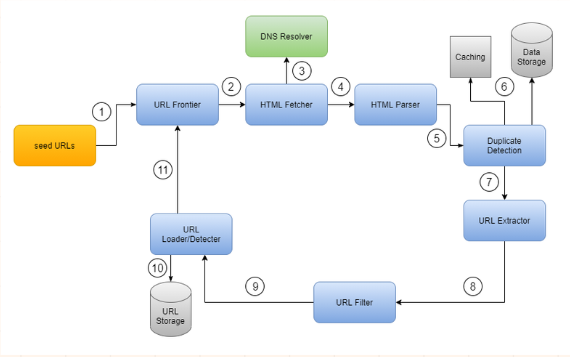 DNS Resolver
Caching
Data
Storage
6
3
1
2
4
URL Frontier
HTML Fetcher
HTML Parser
5
seed URLs
Duplicate
Detection
11
7
URL
Loader/Detecter
URL Extractor
10
9
8
URL
Storage
URL Filter